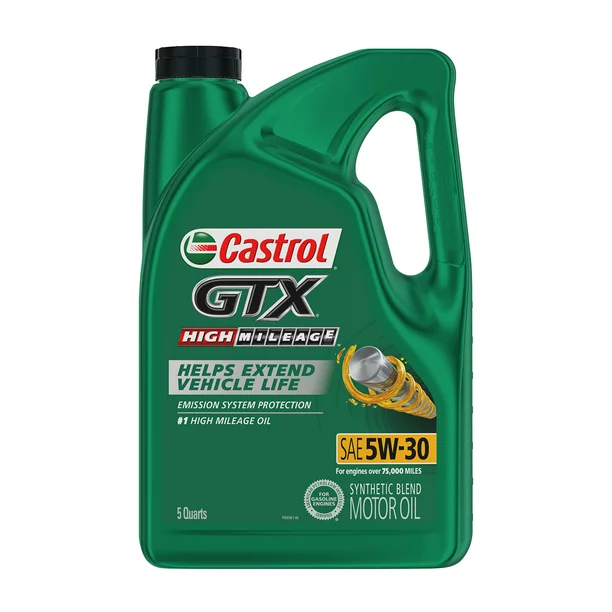 Castrol
GTX
HIGH MILEAGE
HELPS EXTEND
VEHICLE LIFE
EMISSION SYSTEM PROTECTION
#1 HIGH MILEAGE OIL
SAE 5W-30
For engines over 75,000 MILES
FOR
GASOLINE
ENGINES
SYNTHETIC BLEND
MOTOR OIL
5 Quarts